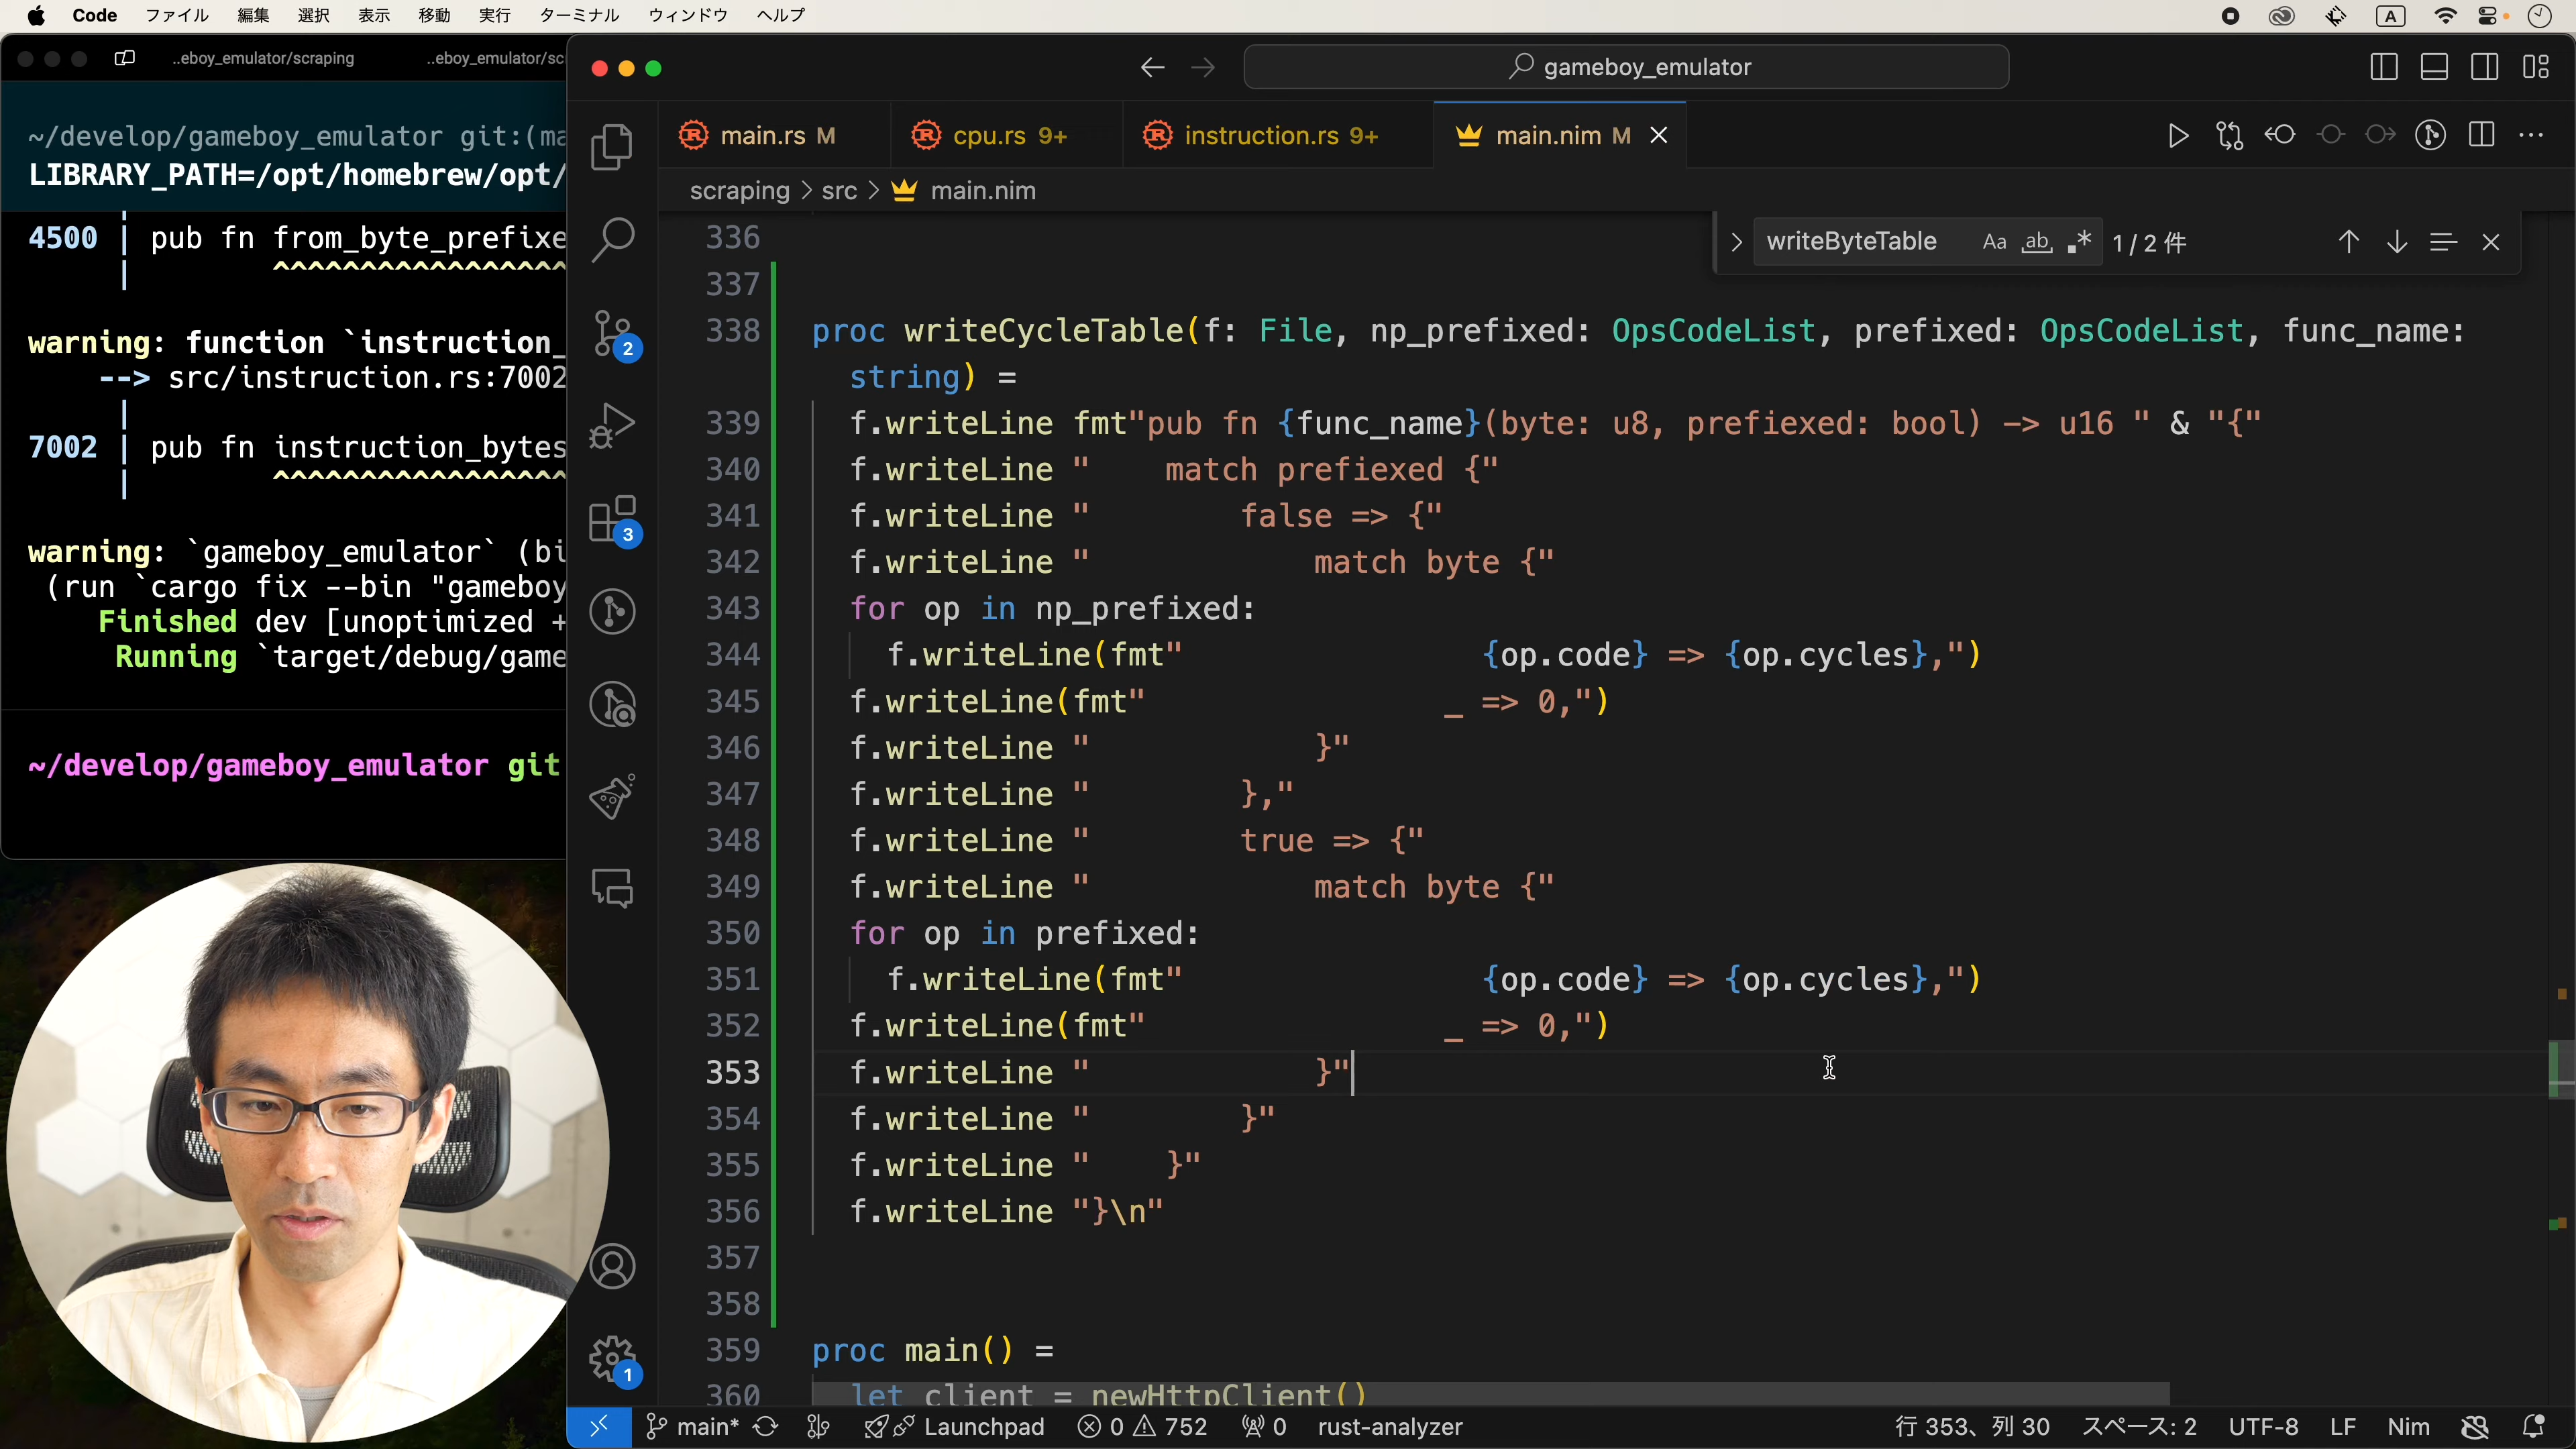 Code ファイル 編集 選択 表示 移動 実行 ターミナル ウィンドウ ヘルプ A
..eboy_emulator/scraping ..eboy_emulator/sc
~/develop/gameboy_emulator git:(ma
LIBRARY_PATH=/opt/homebrew/opt/
4500 | pub fn from_byte_prefixe
| ^^^^^^^^^^^^^^^^^
warning: function `instruction_
--> src/instruction.rs:7002
|
7002 | pub fn instruction_bytes
| ^^^^^^^^^^^^^^^^^
warning: `gameboy_emulator` (bi
(run `cargo fix --bin "gameboy
Finished dev [unoptimized +
Running `target/debug/game
~/develop/gameboy_emulator git
gameboy_emulator
main.rs M cpu.rs 9+ instruction.rs 9+ main.nim M
scraping > src > main.nim
writeByteTable Aa ab .* 1 / 2 件
2
3
1
336
337
338 proc writeCycleTable(f: File, np_prefixed: OpsCodeList, prefixed: OpsCodeList, func_name:
string) =
339 f.writeLine fmt"pub fn {func_name}(byte: u8, prefiexed: bool) -> u16 " & "{"
340 f.writeLine "    match prefiexed {"
341 f.writeLine "        false => {"
342 f.writeLine "            match byte {"
343 for op in np_prefixed:
344 f.writeLine(fmt"                {op.code} => {op.cycles},")
345 f.writeLine(fmt"                _ => 0,")
346 f.writeLine "            }"
347 f.writeLine "        },"
348 f.writeLine "        true => {"
349 f.writeLine "            match byte {"
350 for op in prefixed:
351 f.writeLine(fmt"                {op.code} => {op.cycles},")
352 f.writeLine(fmt"                _ => 0,")
353 f.writeLine "            }"
354 f.writeLine "        }"
355 f.writeLine "    }"
356 f.writeLine "}\n"
357
358
359 proc main() =
360 let client = newHttpClient()
main* Launchpad 0 752 0 rust-analyzer 行 353、列 30 スペース: 2 UTF-8 LF Nim